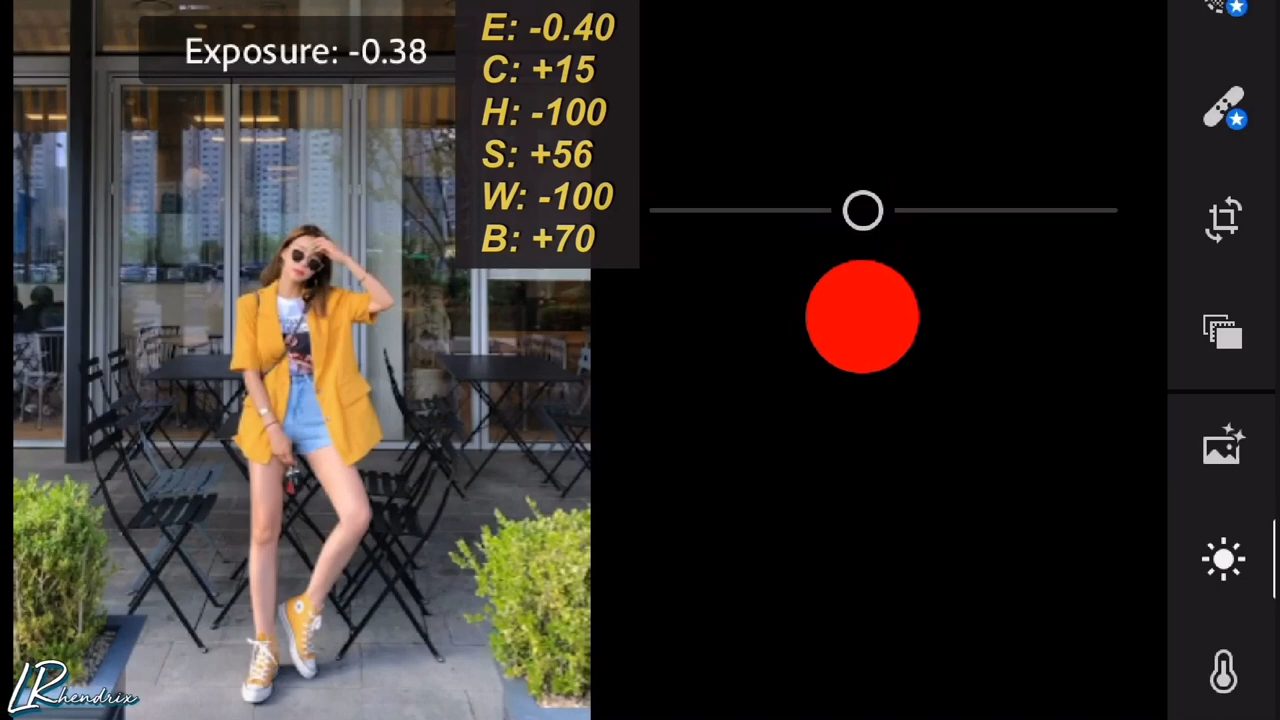 Exposure: -0.38
E: -0.40
C: +15
H: -100
S: +56
W: -100
B: +70
LRhendrix